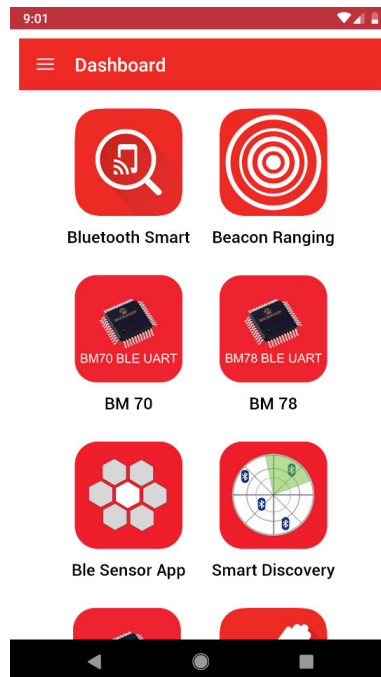 9:01
Dashboard
Bluetooth Smart
Beacon Ranging
BM70 BLE UART
BM78 BLE UART
BM 70
BM 78
Ble Sensor App
Smart Discovery